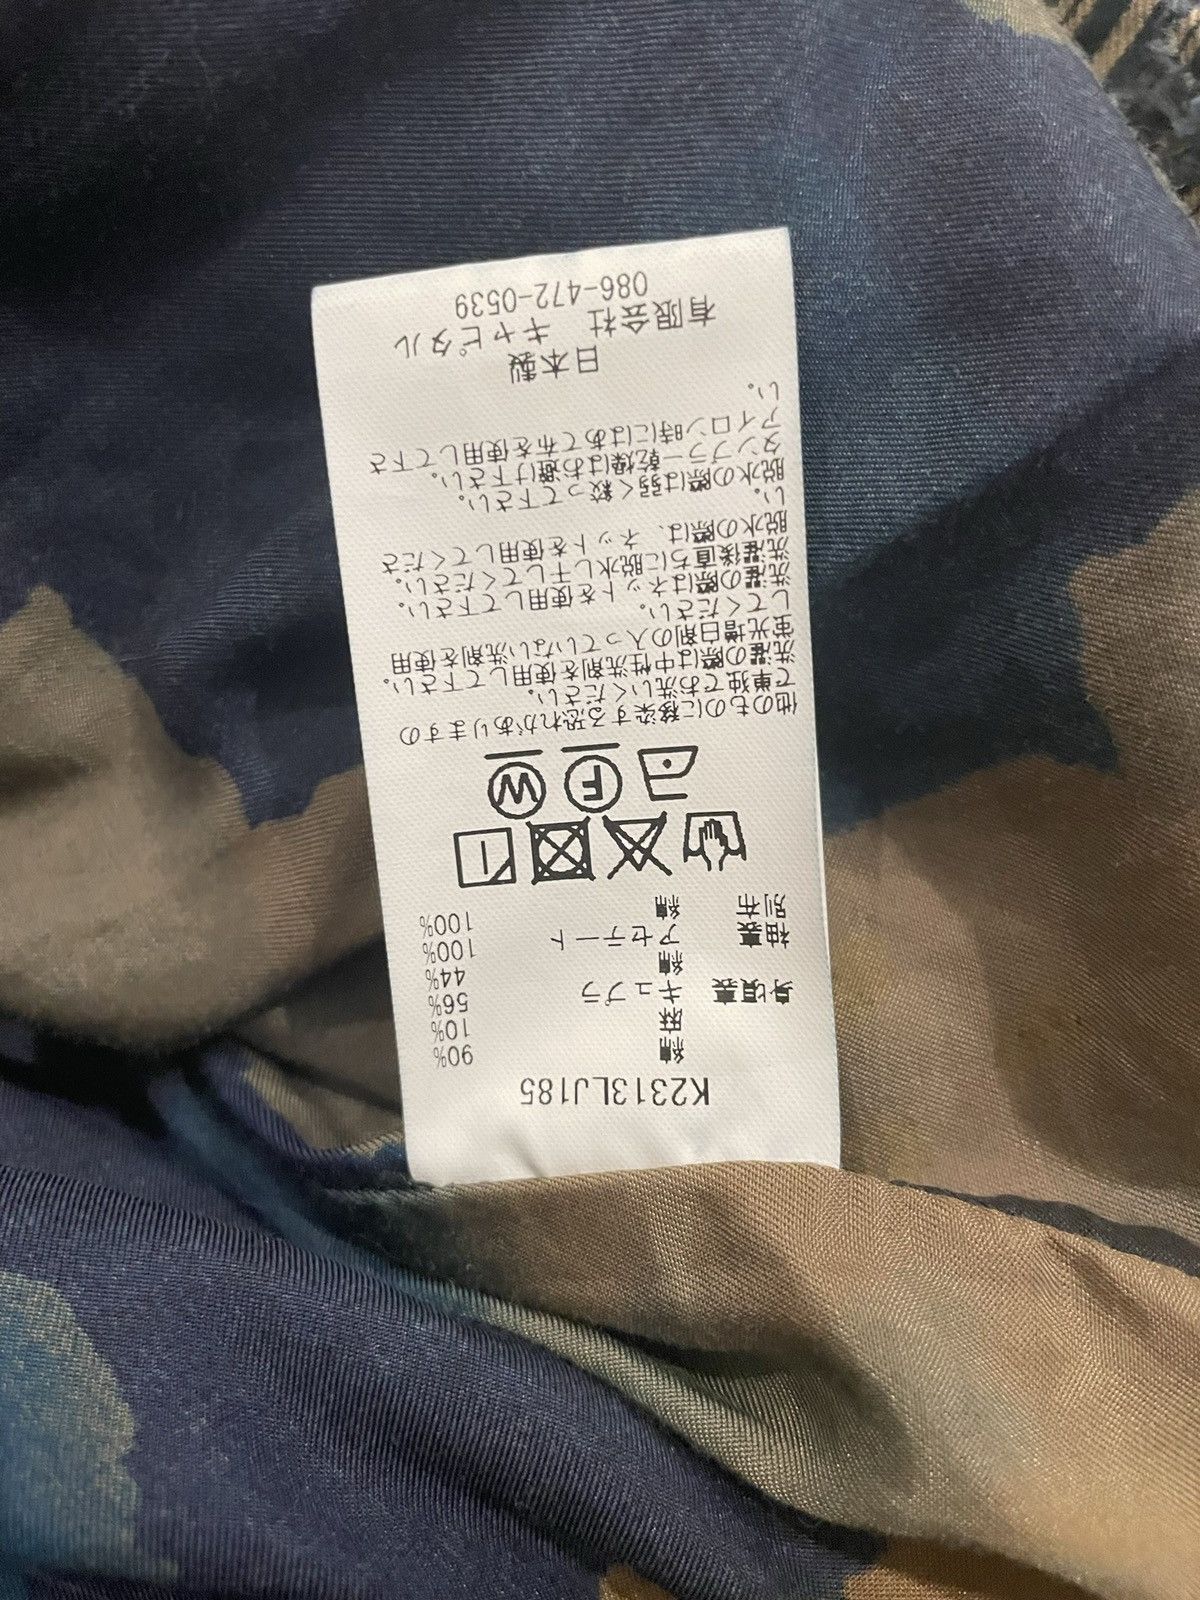 K2313LJ185
綿 90%
麻 10%
身頃裏 キュプラ 56%
綿 44%
袖裏 アセテート 100%
別布 綿 100%
F W
他のものに移染する恐れがありますの
で単独でお洗いください。
洗濯の際は中性洗剤を使用して下さい。
蛍光増白剤の入っていない洗剤を使用
してください。
洗濯の際はネットを使用して下さい。
洗濯後直ちに脱水し干してください。
脱水の際は、ネットを使用してくださ
い。
脱水の際は弱く絞って下さい。
タンブラー乾燥はお避け下さい。
アイロン時にはあて布を使用して下さ
い。
日本製
有限会社 キャピタル
086-472-0539